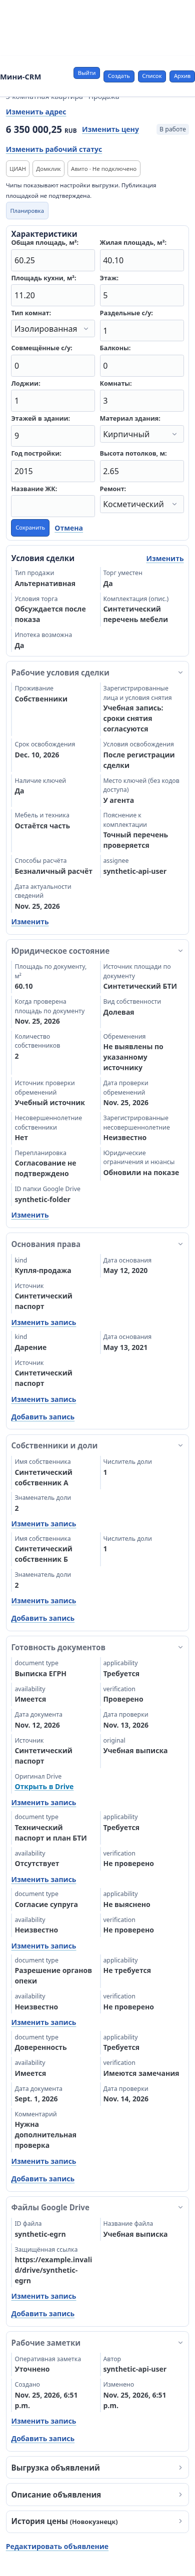 Мини-CRM
Выйти
Создать
Список
Архив
Изменить адрес
6 350 000,25 RUB
Изменить цену
В работе
Изменить рабочий статус
ЦИАН
Домклик
Авито · Не подключено
Чипы показывают настройки выгрузки. Публикация
площадкой не подтверждена.
Планировка
Характеристики
Общая площадь, м²:
Жилая площадь, м²:
60.25
40.10
Площадь кухни, м²:
Этаж:
11.20
5
Тип комнат:
Раздельные с/у:
Изолированная
1
Совмещённые с/у:
Балконы:
0
0
Лоджии:
Комнаты:
1
3
Этажей в здании:
Материал здания:
9
Кирпичный
Год постройки:
Высота потолков, м:
2015
2.65
Название ЖК:
Ремонт:
Косметический
Сохранить
Отмена
Условия сделки
Изменить
Тип продажи
Торг уместен
Альтернативная
Да
Условия торга
Комплектация (опис.)
Обсуждается после
показа
Синтетический
перечень мебели
Ипотека возможна
Да
Рабочие условия сделки
Проживание
Собственники
Зарегистрированные
лица и условия снятия
Учебная запись:
сроки снятия
согласуются
Срок освобождения
Dec. 10, 2026
Условия освобождения
После регистрации
сделки
Наличие ключей
Да
Место ключей (без кодов
доступа)
У агента
Мебель и техника
Остаётся часть
Пояснение к
комплектации
Точный перечень
проверяется
Способы расчёта
Безналичный расчёт
assignee
synthetic-api-user
Дата актуальности
сведений
Nov. 25, 2026
Изменить
Юридическое состояние
Площадь по документу,
м²
60.10
Источник площади по
документу
Синтетический БТИ
Когда проверена
площадь по документу
Nov. 25, 2026
Вид собственности
Долевая
Количество
собственников
2
Обременения
Не выявлены по
указанному
источнику
Источник проверки
обременений
Учебный источник
Дата проверки
обременений
Nov. 25, 2026
Несовершеннолетние
собственники
Нет
Зарегистрированные
несовершеннолетние
Неизвестно
Перепланировка
Согласование не
подтверждено
Юридические
ограничения и нюансы
Обновили на показе
ID папки Google Drive
synthetic-folder
Изменить
Основания права
kind
Купля-продажа
Дата основания
May 12, 2020
Источник
Синтетический
паспорт
Изменить запись
kind
Дарение
Дата основания
May 13, 2021
Источник
Синтетический
паспорт
Изменить запись
Добавить запись
Собственники и доли
Имя собственника
Синтетический
собственник А
Числитель доли
1
Знаменатель доли
2
Изменить запись
Имя собственника
Синтетический
собственник Б
Числитель доли
1
Знаменатель доли
2
Изменить запись
Добавить запись
Готовность документов
document type
Выписка ЕГРН
applicability
Требуется
availability
Имеется
verification
Проверено
Дата документа
Nov. 12, 2026
Дата проверки
Nov. 13, 2026
Источник
Синтетический
паспорт
original
Учебная выписка
Оригинал Drive
Открыть в Drive
Изменить запись
document type
Технический
паспорт и план БТИ
applicability
Требуется
availability
Отсутствует
verification
Не проверено
Изменить запись
document type
Согласие супруга
applicability
Не выяснено
availability
Неизвестно
verification
Не проверено
Изменить запись
document type
Разрешение органов
опеки
applicability
Не требуется
availability
Неизвестно
verification
Не проверено
Изменить запись
document type
Доверенность
applicability
Требуется
availability
Имеется
verification
Имеются замечания
Дата документа
Sept. 1, 2026
Дата проверки
Nov. 14, 2026
Комментарий
Нужна
дополнительная
проверка
Изменить запись
Добавить запись
Файлы Google Drive
ID файла
synthetic-egrn
Название файла
Учебная выписка
Защищённая ссылка
https://example.invali
d/drive/synthetic-
egrn
Изменить запись
Добавить запись
Рабочие заметки
Оперативная заметка
Уточнено
Автор
synthetic-api-user
Создано
Nov. 25, 2026, 6:51
p.m.
Изменено
Nov. 25, 2026, 6:51
p.m.
Изменить запись
Добавить запись
Выгрузка объявлений
Описание объявления
История цены (Новокузнецк)
Редактировать объявление